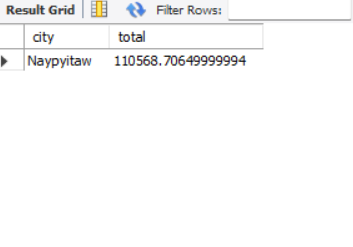 Result Grid Filter Rows:
city total
Naypyitaw 110568.70649999994